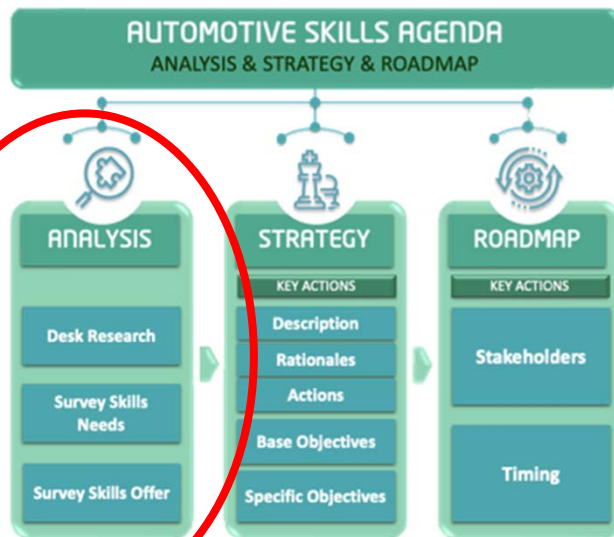 AUTOMOTIVE SKILLS AGENDA
ANALYSIS & STRATEGY & ROADMAP
ANALYSIS
Desk Research
Survey Skills
Needs
Survey Skills Offer
STRATEGY
KEY ACTIONS
Description
Rationales
Actions
Base Objectives
Specific Objectives
ROADMAP
KEY ACTIONS
Stakeholders
Timing